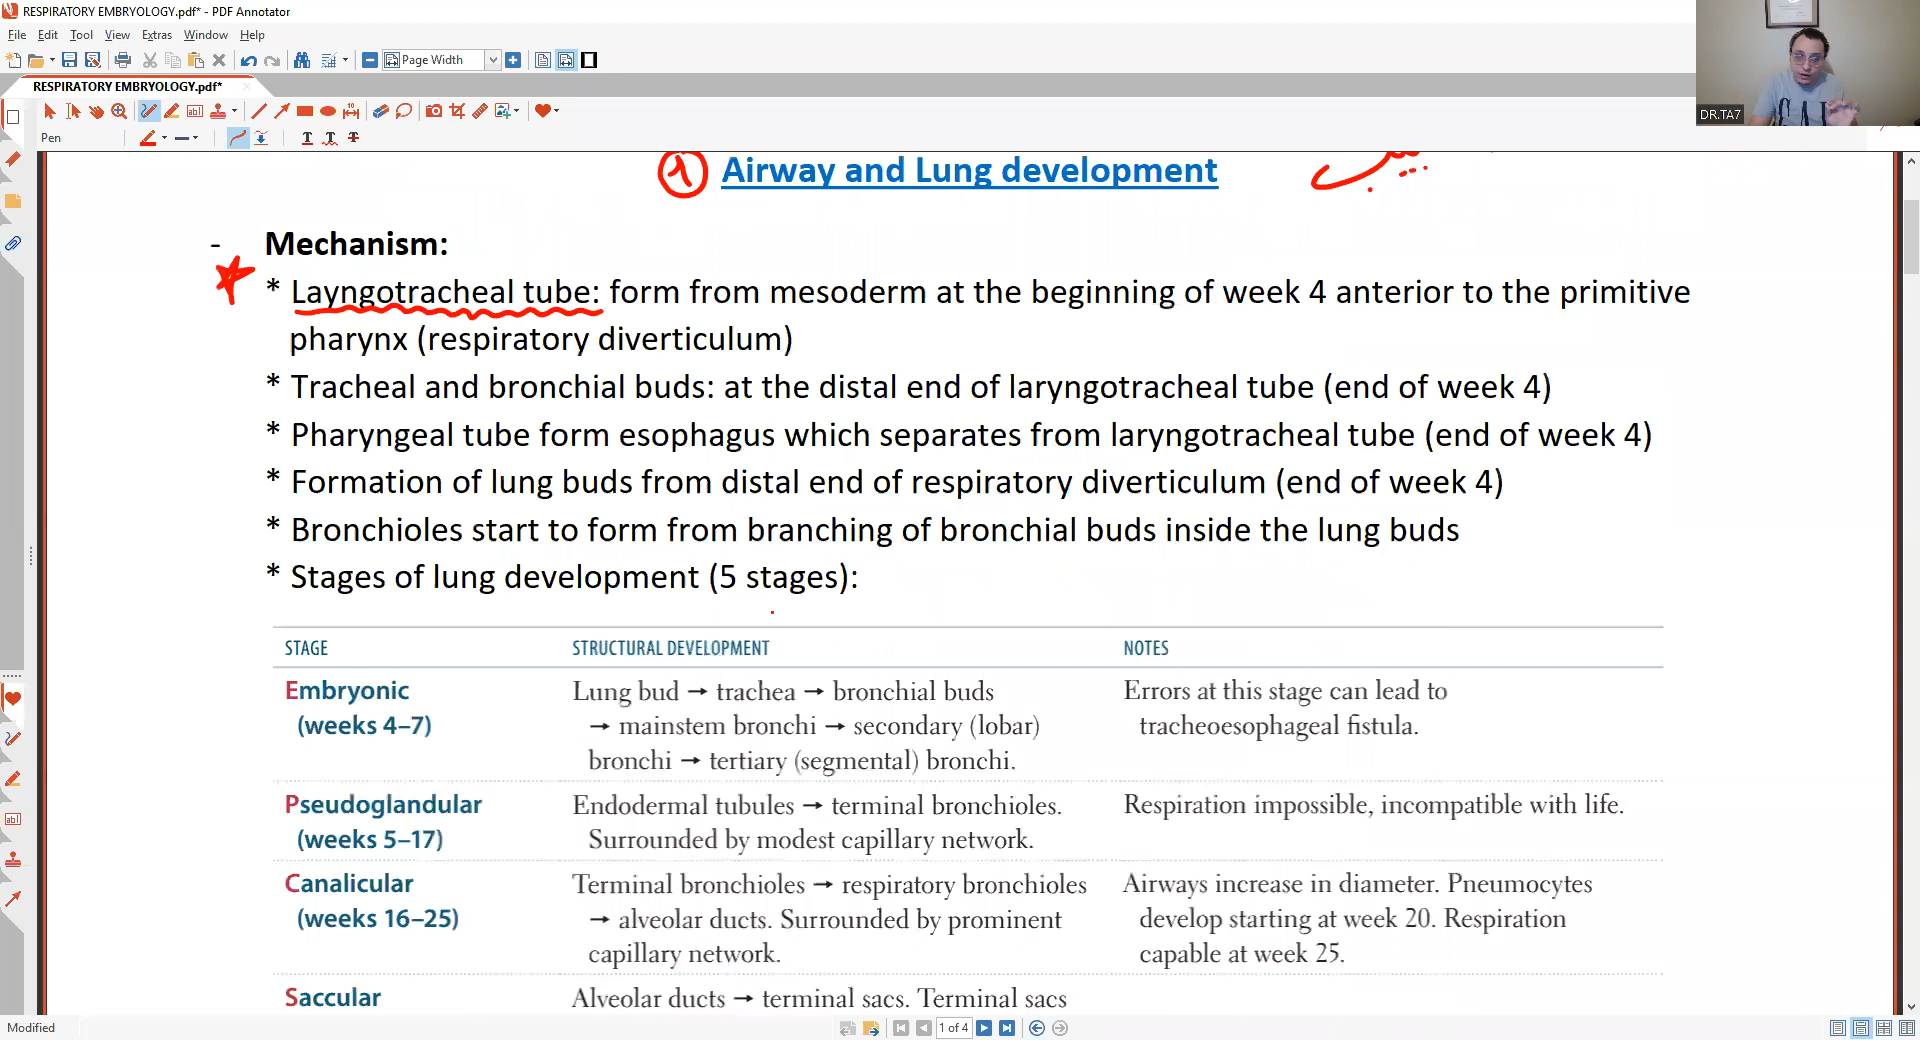 RESPIRATORY EMBRYOLOGY.pdf* - PDF Annotator
File Edit Tool View Extras Window Help
Page Width
RESPIRATORY EMBRYOLOGY.pdf*
Pen
DR.TA7
1 Airway and Lung development
- Mechanism:
* Layngotracheal tube: form from mesoderm at the beginning of week 4 anterior to the primitive
pharynx (respiratory diverticulum)
* Tracheal and bronchial buds: at the distal end of laryngotracheal tube (end of week 4)
* Pharyngeal tube form esophagus which separates from laryngotracheal tube (end of week 4)
* Formation of lung buds from distal end of respiratory diverticulum (end of week 4)
* Bronchioles start to form from branching of bronchial buds inside the lung buds
* Stages of lung development (5 stages):
STAGE STRUCTURAL DEVELOPMENT NOTES
Embryonic Lung bud → trachea → bronchial buds Errors at this stage can lead to
(weeks 4–7) → mainstem bronchi → secondary (lobar) tracheoesophageal fistula.
bronchi → tertiary (segmental) bronchi.
Pseudoglandular Endodermal tubules → terminal bronchioles. Respiration impossible, incompatible with life.
(weeks 5–17) Surrounded by modest capillary network.
Canalicular Terminal bronchioles → respiratory bronchioles Airways increase in diameter. Pneumocytes
(weeks 16–25) → alveolar ducts. Surrounded by prominent develop starting at week 20. Respiration
capillary network. capable at week 25.
Saccular Alveolar ducts → terminal sacs. Terminal sacs
Modified 1 of 4